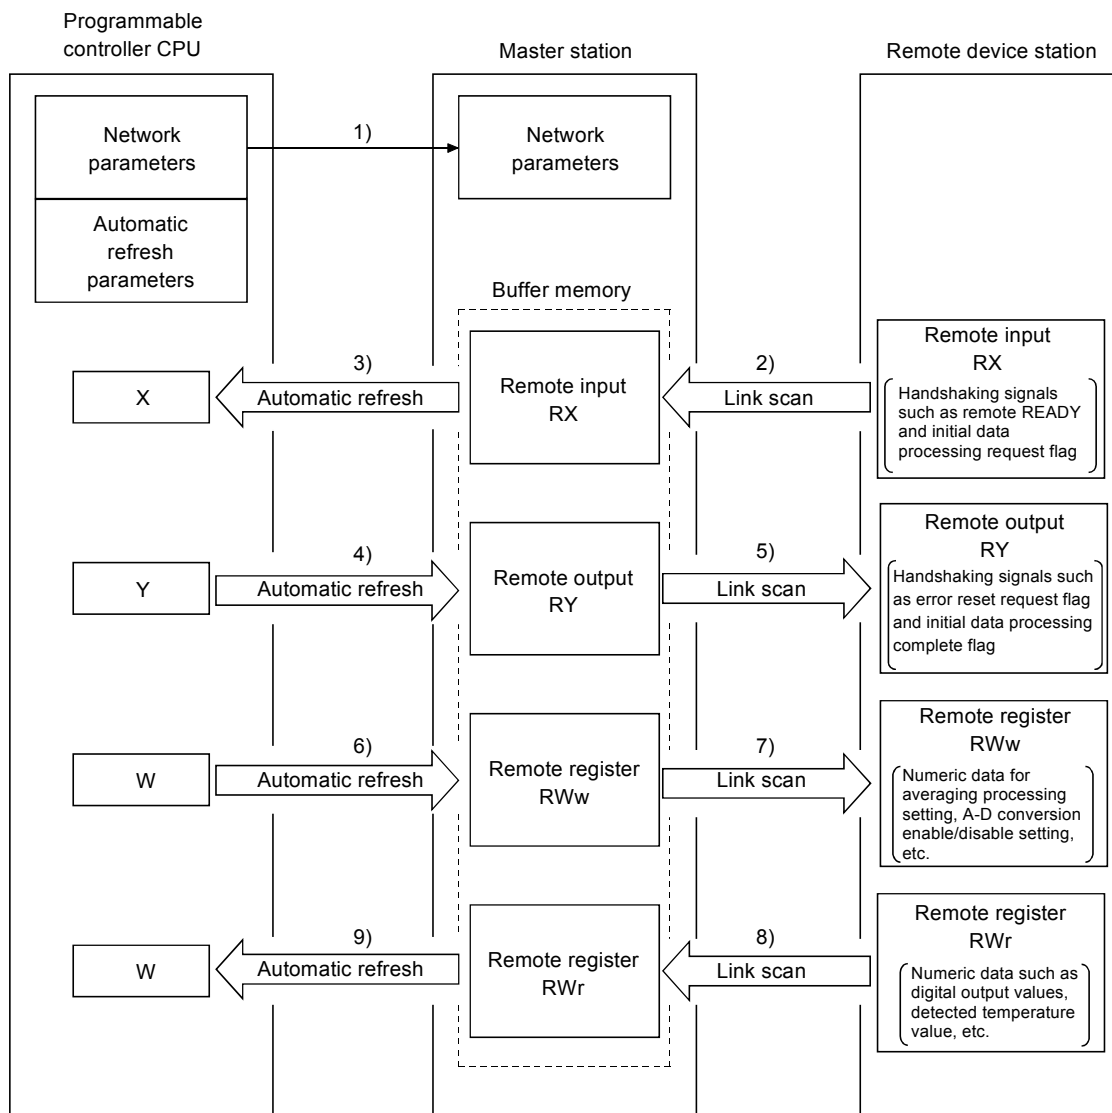 Programmable
controller CPU
Master station
Remote device station
Network
parameters
1)
Network
parameters
Automatic
refresh
parameters
Buffer memory
X
3)
Automatic refresh
Remote input
RX
2)
Link scan
Remote input
RX
Handshaking signals
such as remote READY
and initial data
processing request flag
Y
4)
Automatic refresh
Remote output
RY
5)
Link scan
Remote output
RY
Handshaking signals such
as error reset request flag
and initial data processing
complete flag
W
6)
Automatic refresh
Remote register
RWw
7)
Link scan
Remote register
RWw
Numeric data for
averaging processing
setting, A-D conversion
enable/disable setting,
etc.
W
9)
Automatic refresh
Remote register
RWr
8)
Link scan
Remote register
RWr
Numeric data such as
digital output values,
detected temperature
value, etc.